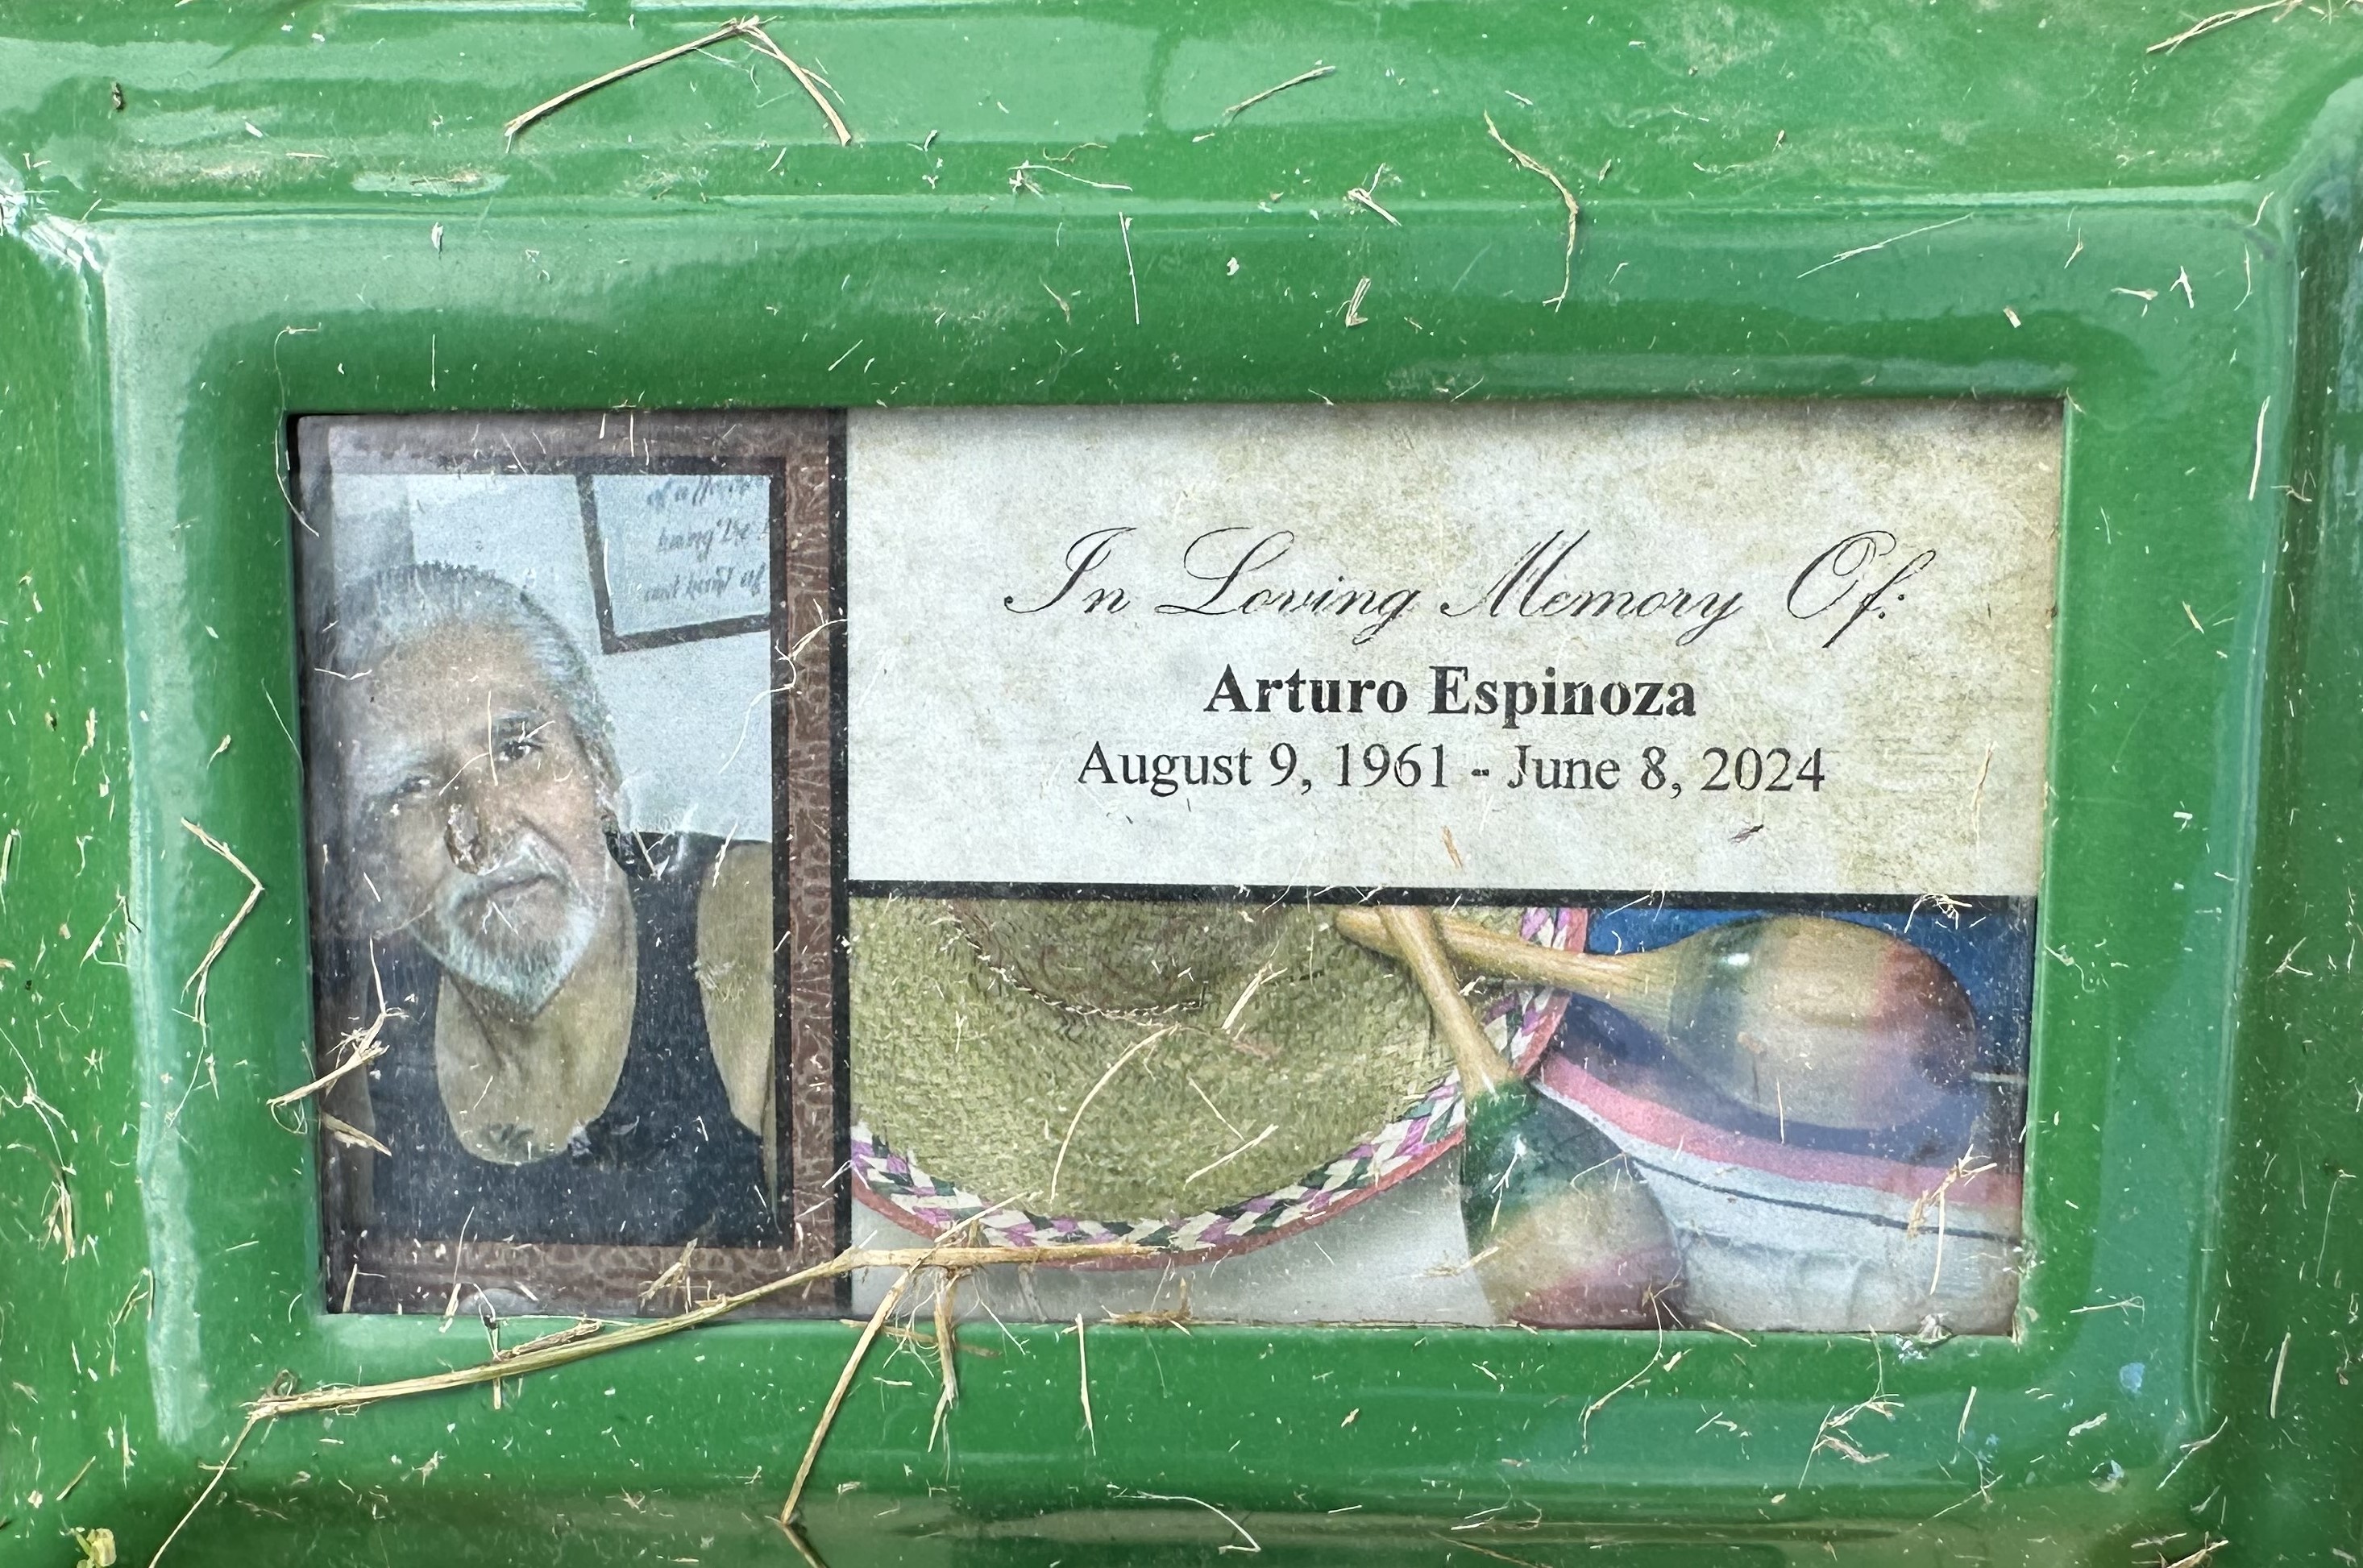 In Loving Memory Of:
Arturo Espinoza
August 9, 1961 - June 8, 2024